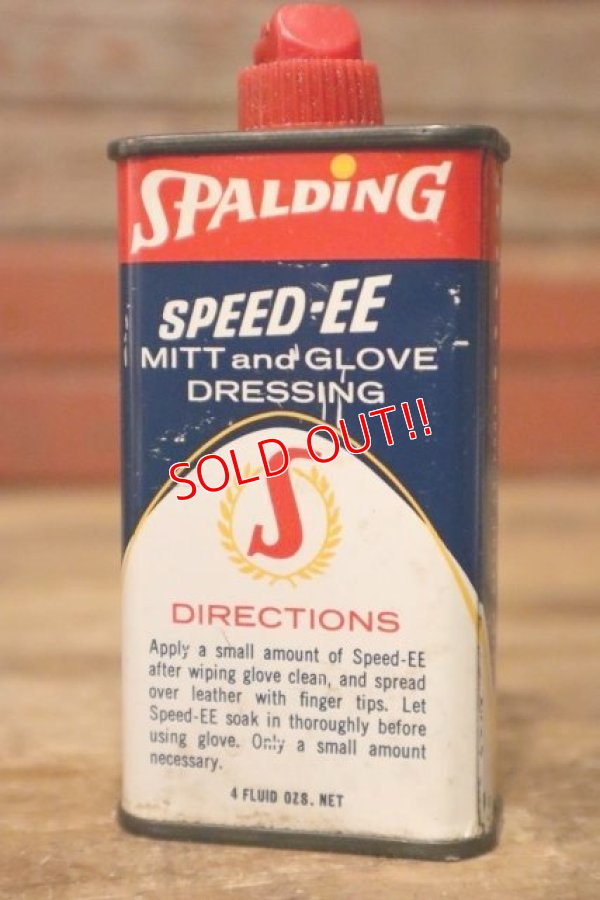 SPALDING
SPEED-EE
MITT and GLOVE
DRESSING
SOLD OUT!!
S
DIRECTIONS
Apply a small amount of Speed-EE
after wiping glove clean, and spread
over leather with finger tips. Let
Speed-EE soak in thoroughly before
using glove. Only a small amount
necessary.
4 FLUID OZS. NET